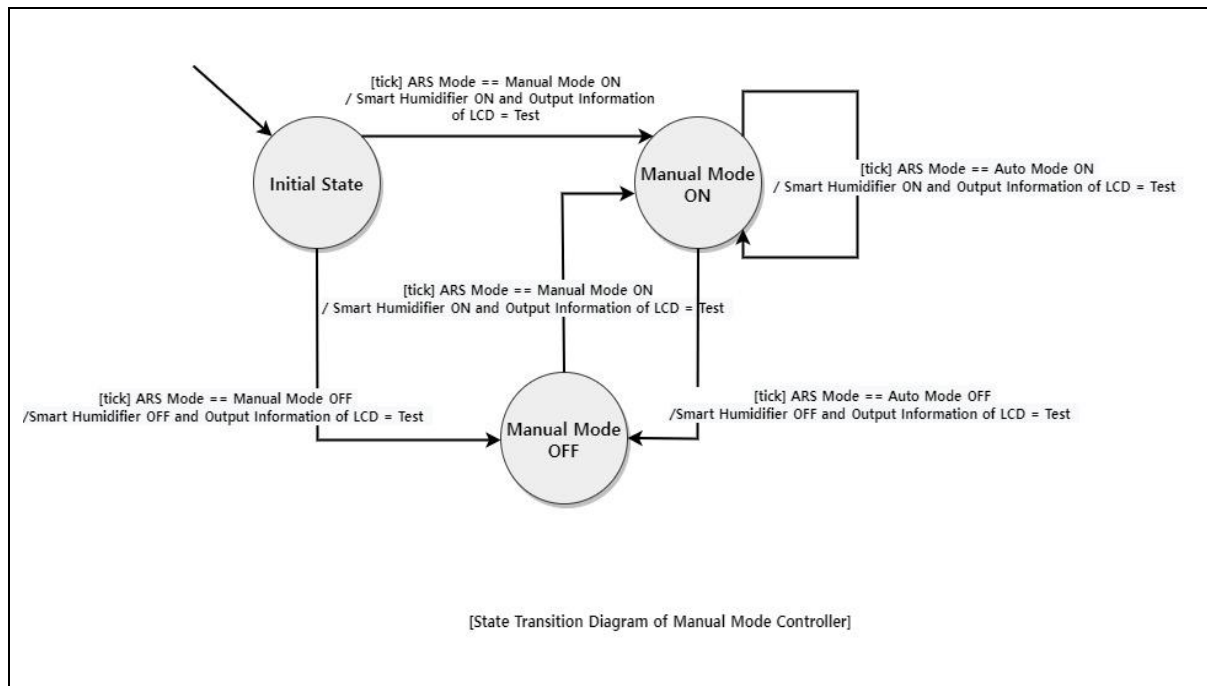 [tick] ARS Mode == Manual Mode ON
/ Smart Humidifier ON and Output Information
of LCD = Test
Initial State
Manual Mode
ON
[tick] ARS Mode == Auto Mode ON
/ Smart Humidifier ON and Output Information of LCD = Test
[tick] ARS Mode == Manual Mode ON
/ Smart Humidifier ON and Output Information of LCD = Test
[tick] ARS Mode == Manual Mode OFF
/Smart Humidifier OFF and Output Information of LCD = Test
[tick] ARS Mode == Auto Mode OFF
/Smart Humidifier OFF and Output Information of LCD = Test
Manual Mode
OFF
[State Transition Diagram of Manual Mode Controller]